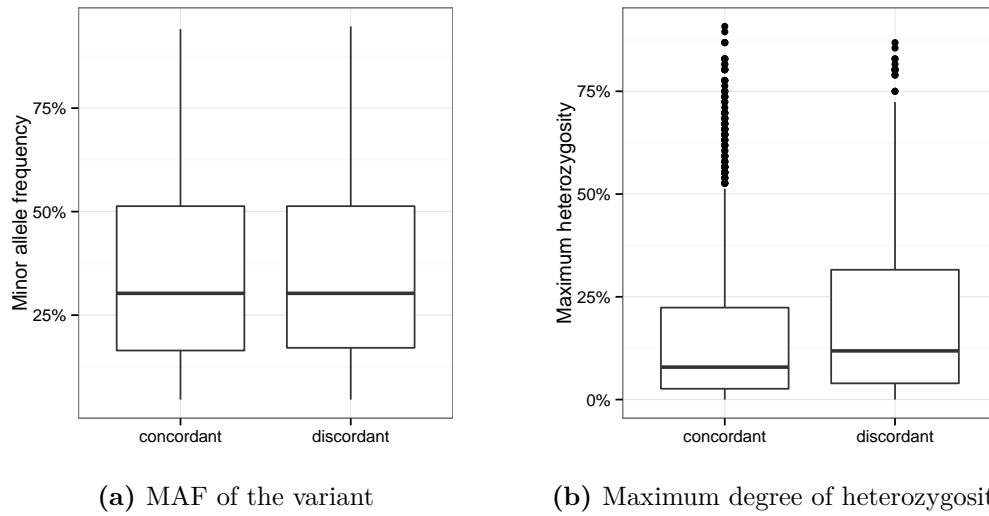 Minor allele frequency
75%
50%
25%
concordant
discordant
(a) MAF of the variant
Maximum heterozygosity
75%
50%
25%
0%
concordant
discordant
(b) Maximum degree of heterozygosit